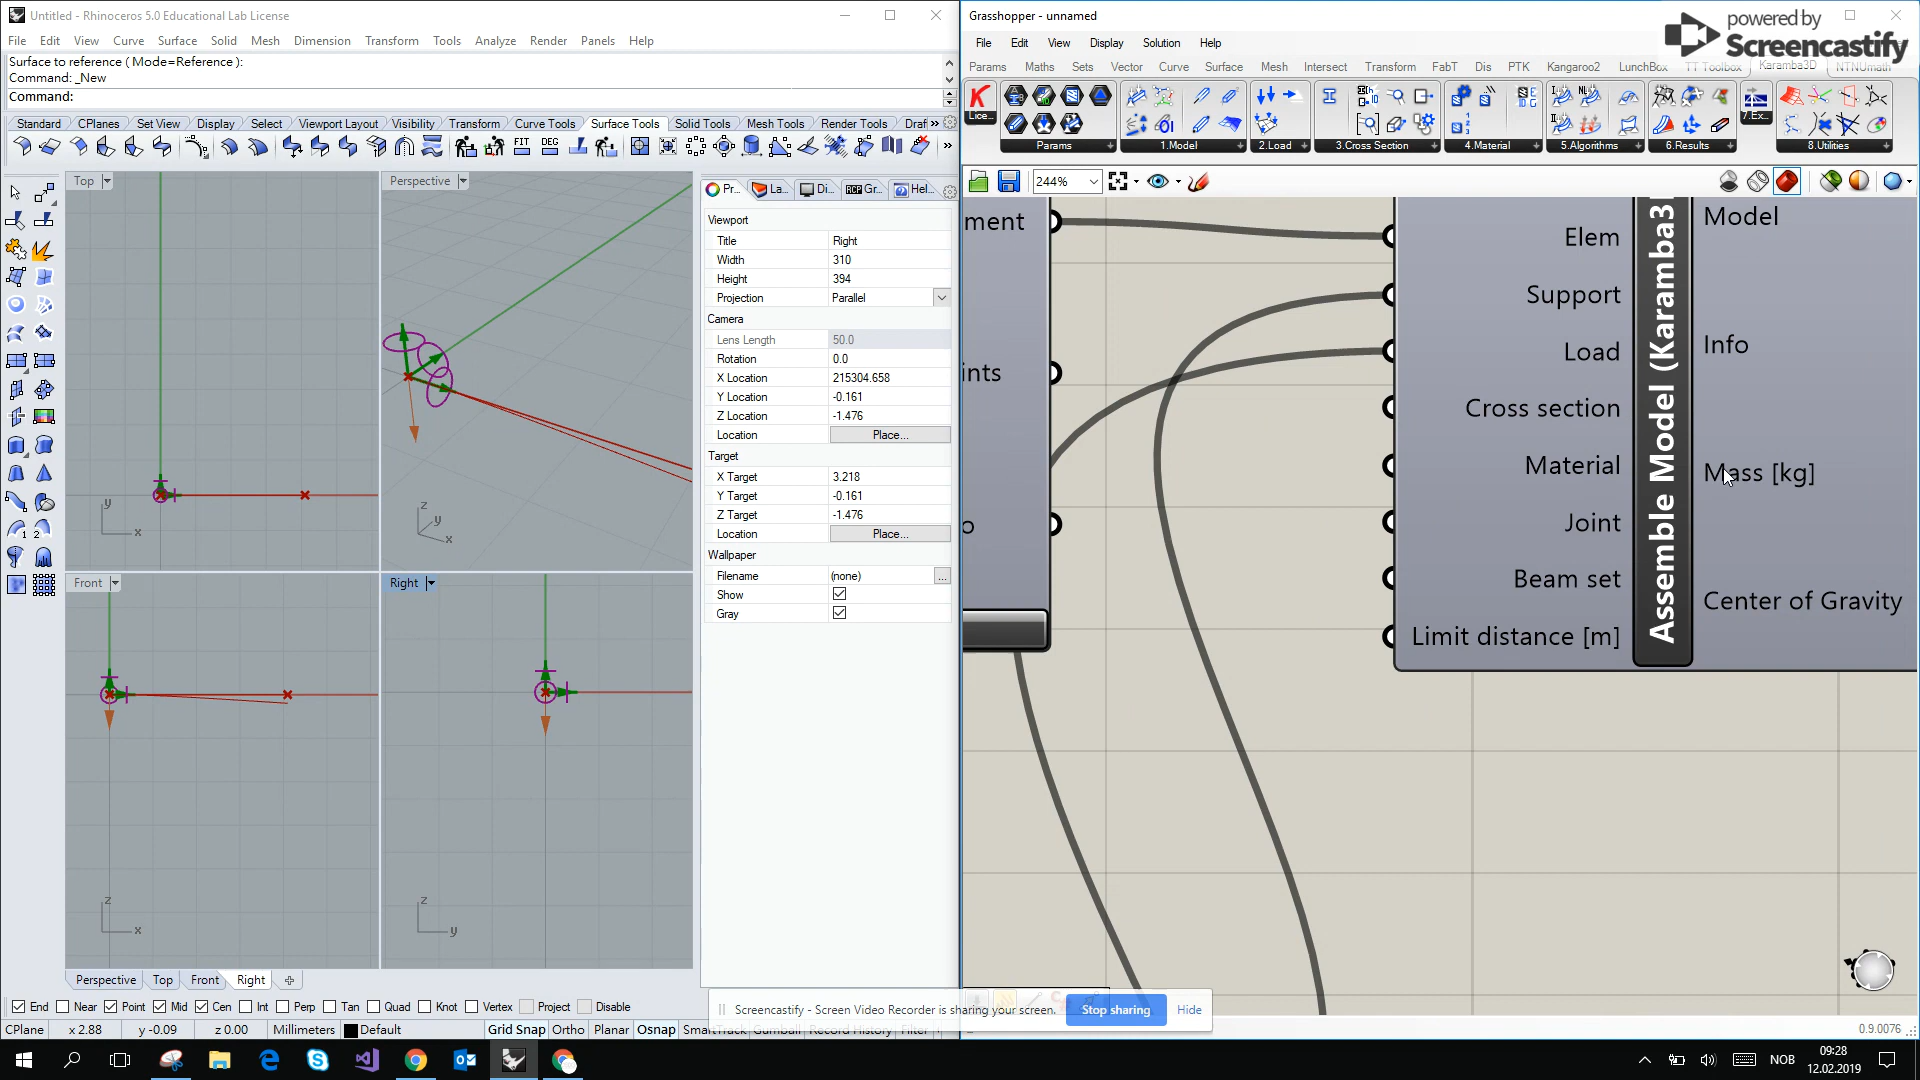 Untitled - Rhinoceros 5.0 Educational Lab License
File Edit View Curve Surface Solid Mesh Dimension Transform Tools Analyze Render Panels Help
Surface to reference ( Mode=Reference ):
Command: _New
Command:
Standard CPlanes Set View Display Select Viewport Layout Visibility Transform Curve Tools Surface Tools Solid Tools Mesh Tools Render Tools Draf »
FIT DEG »
Top
Perspective
z y x
y x
Front
Right
z x
z y
Pr... La... Di... RCP Gr... Hel...
Viewport
Title Right
Width 310
Height 394
Projection Parallel
Camera
Lens Length 50.0
Rotation 0.0
X Location 215304.658
Y Location -0.161
Z Location -1.476
Location Place...
Target
X Target 3.218
Y Target -0.161
Z Target -1.476
Location Place...
Wallpaper
Filename (none) ...
Show
Gray
Perspective Top Front Right
End Near Point Mid Cen Int Perp Tan Quad Knot Vertex Project Disable
CPlane x 2.88 y -0.09 z 0.00 Millimeters Default Grid Snap Ortho Planar Osnap SmartTrack Gumball Record History Filter
Grasshopper - unnamed
powered by
Screencastify
File Edit View Display Solution Help
Params Maths Sets Vector Curve Surface Mesh Intersect Transform FabT Dis PTK Kangaroo2 LunchBox TT Toolbox Karamba3D NTNUmath
Lice... 7.Ex...
Params 1.Model 2.Load 3.Cross Section 4.Material 5.Algorithms 6.Results 8.Utilities
244%
ment
ints
o
Elem
Support
Load
Cross section
Material
Joint
Beam set
Limit distance [m]
Assemble Model (Karamba3
Model
Info
Mass [kg]
Center of Gravity
Screencastify - Screen Video Recorder is sharing your screen. Stop sharing Hide
0.9.0076
NOB
09:28
12.02.2019